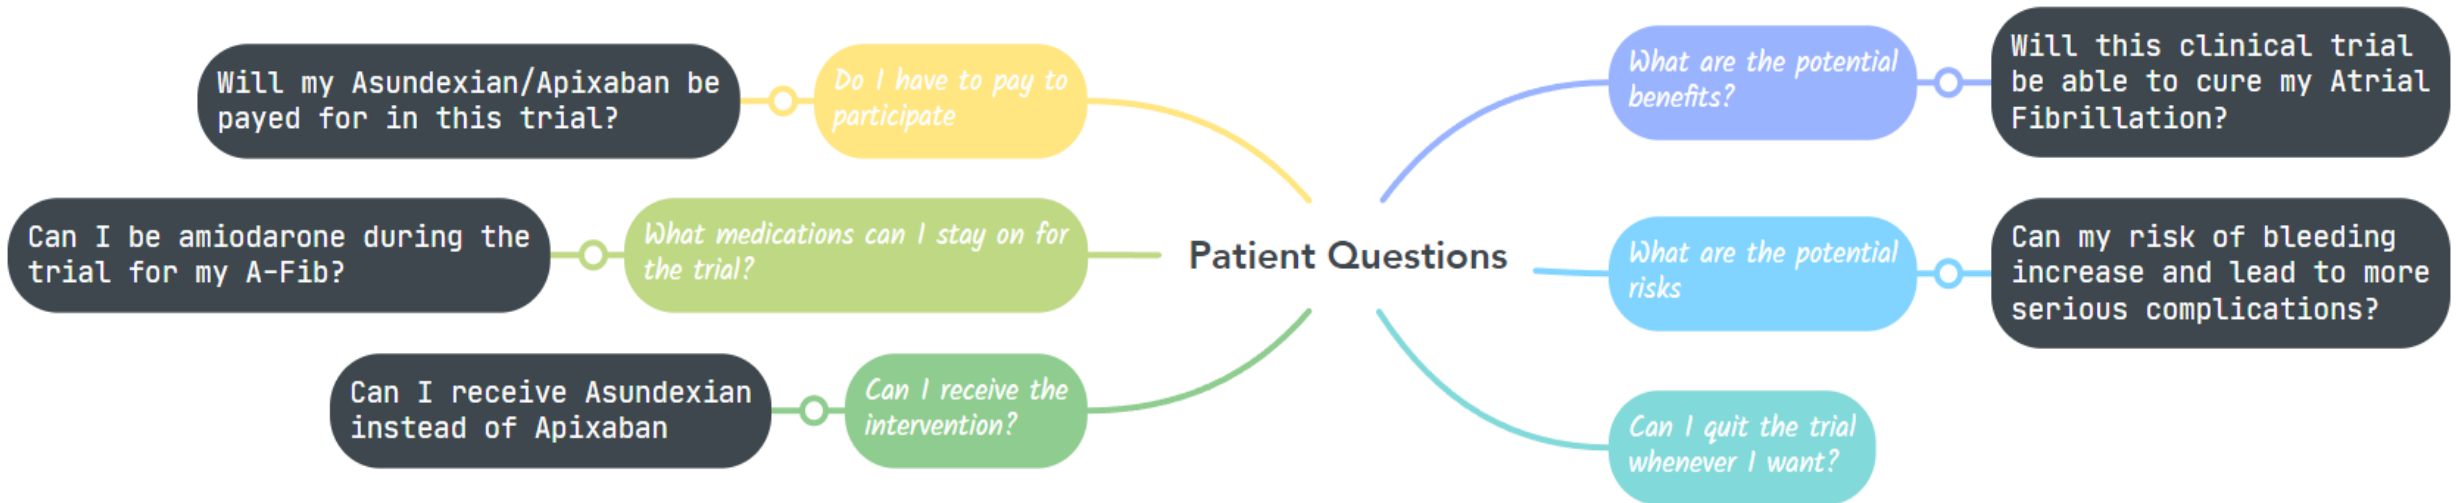 Will my Asundexian/Apixaban be
payed for in this trial?
Do I have to pay to
participate
Can I be amiodarone during the
trial for my A-Fib?
What medications can I stay on for
the trial?
Can I receive Asundexian
instead of Apixaban
Can I receive the
intervention?
Patient Questions
What are the potential
benefits?
Will this clinical trial
be able to cure my Atrial
Fibrillation?
What are the potential
risks
Can my risk of bleeding
increase and lead to more
serious complications?
Can I quit the trial
whenever I want?